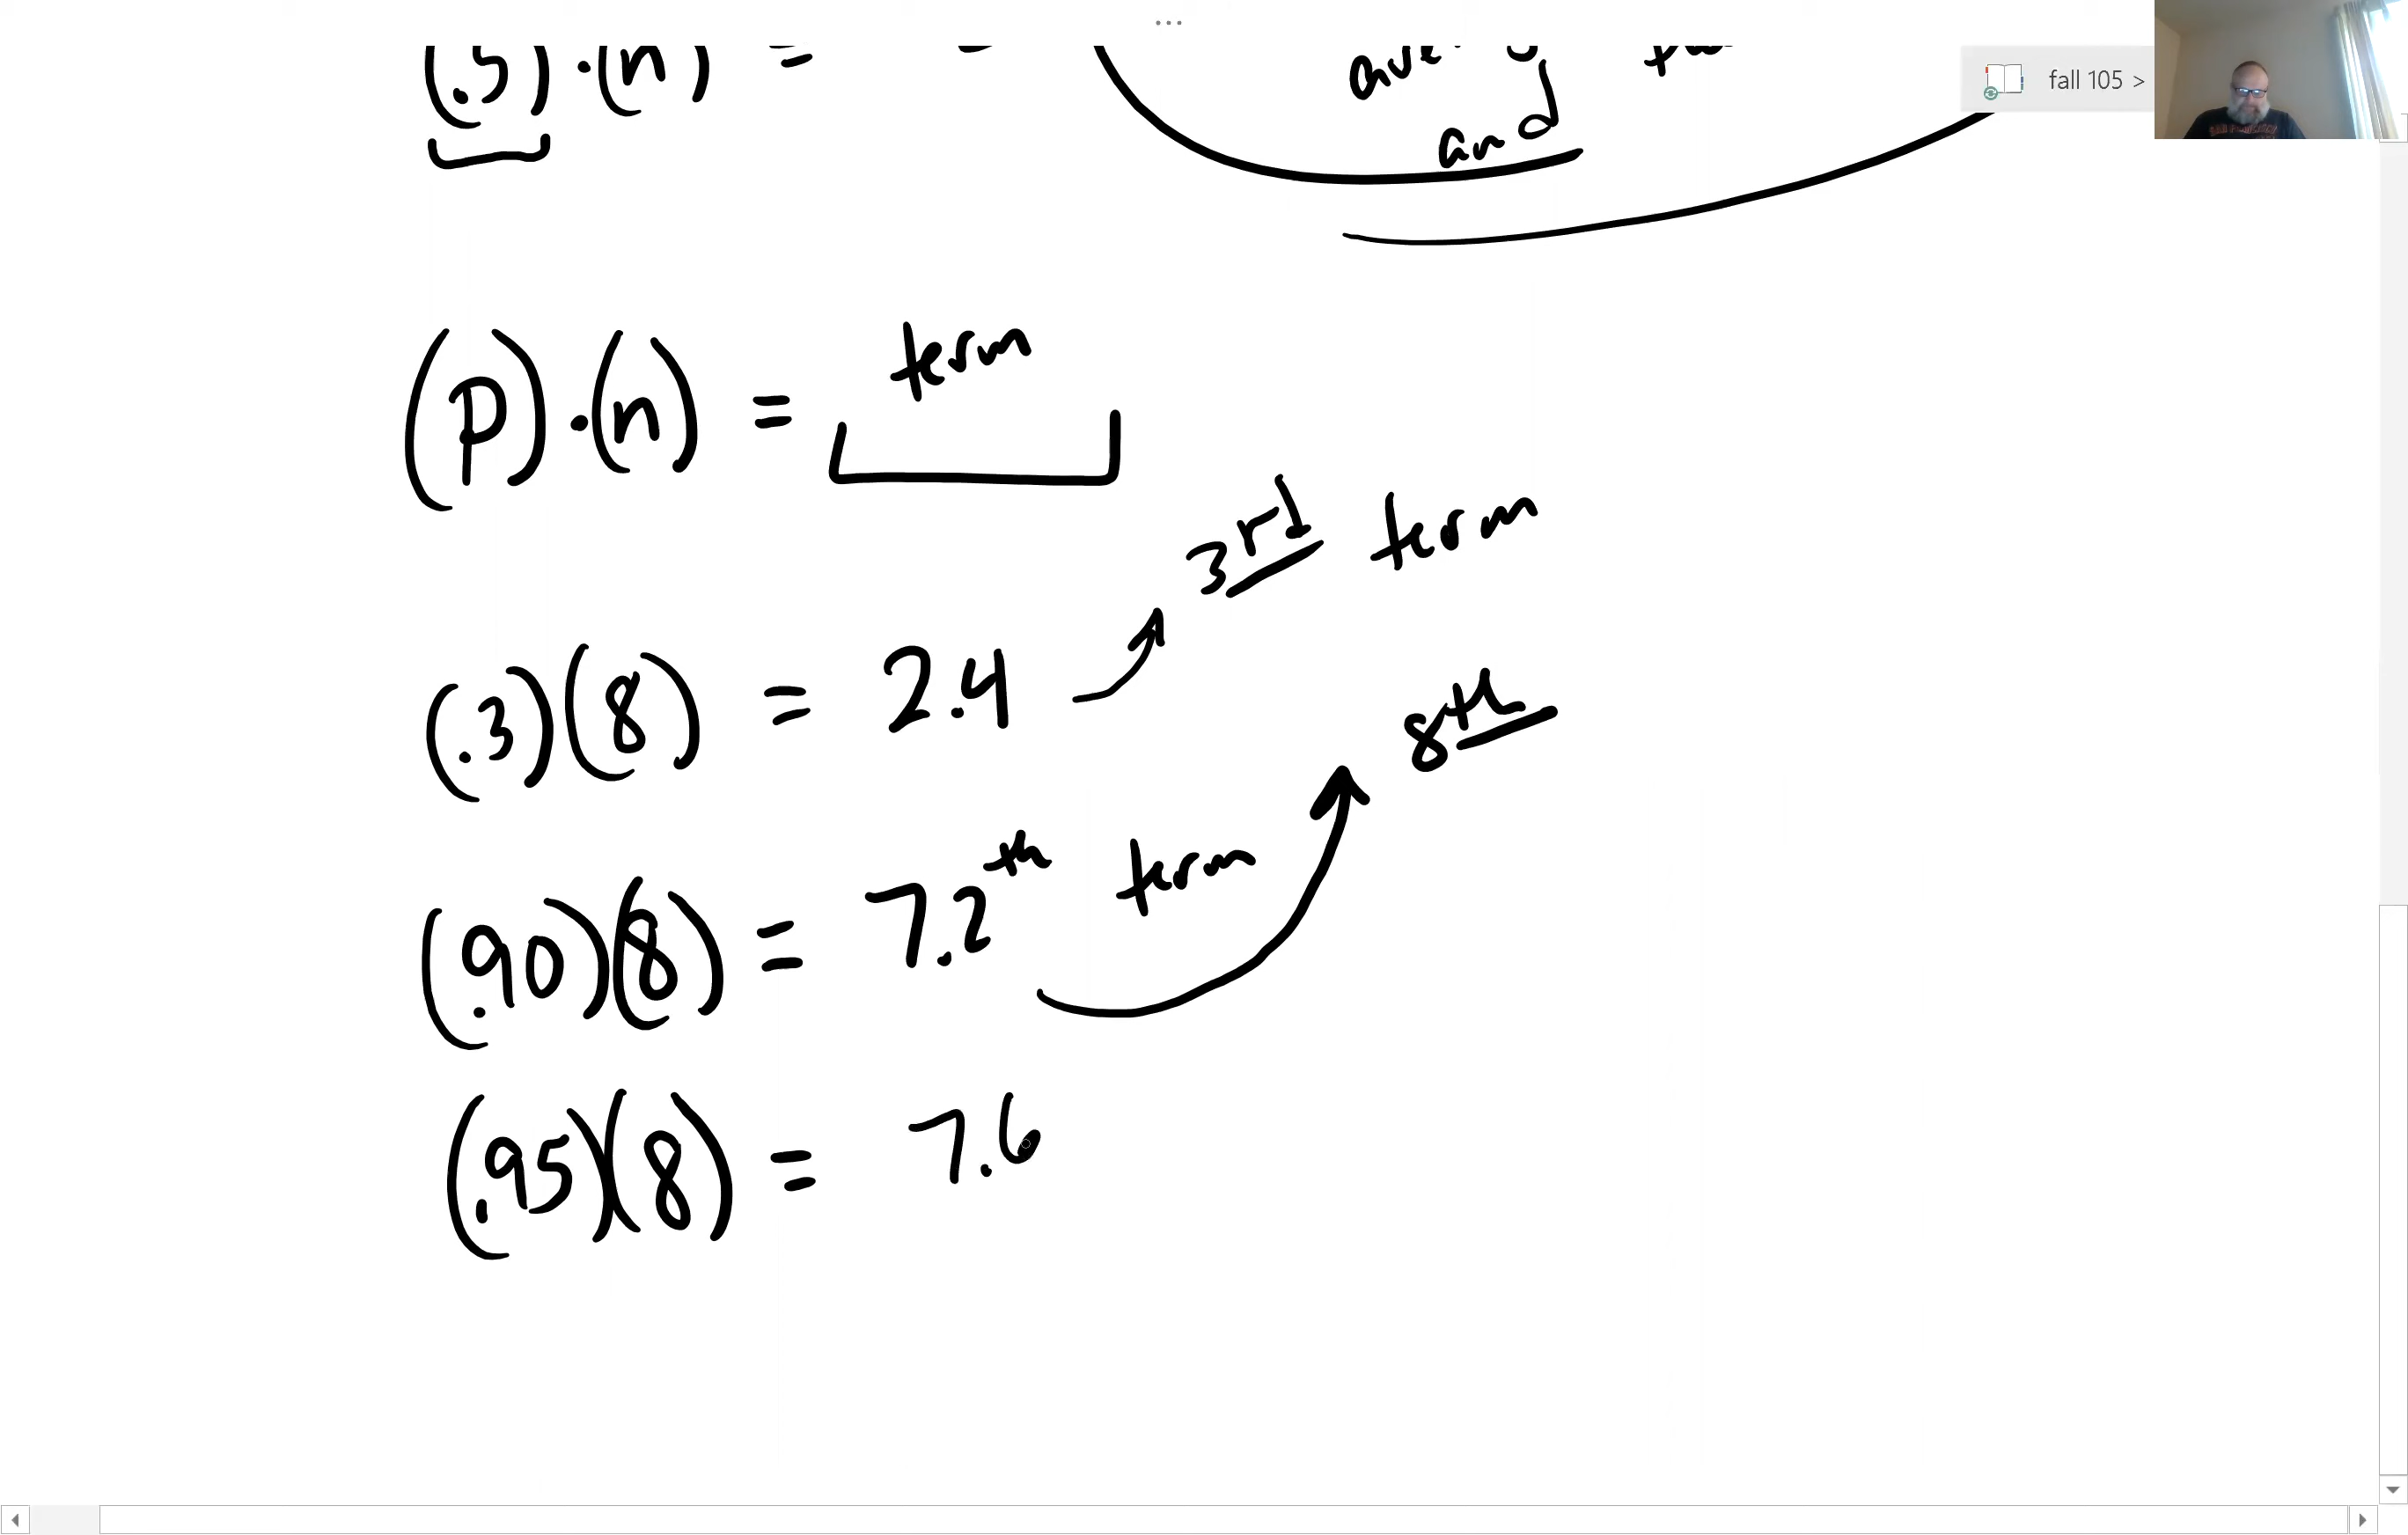 (.5)·(n) =
and
fall 105 >
(p)·(n) = term
(.3)(8) = 2.4 3rd term
(.90)(8) = 7.2th term 8th
(.95)(8) = 7.6